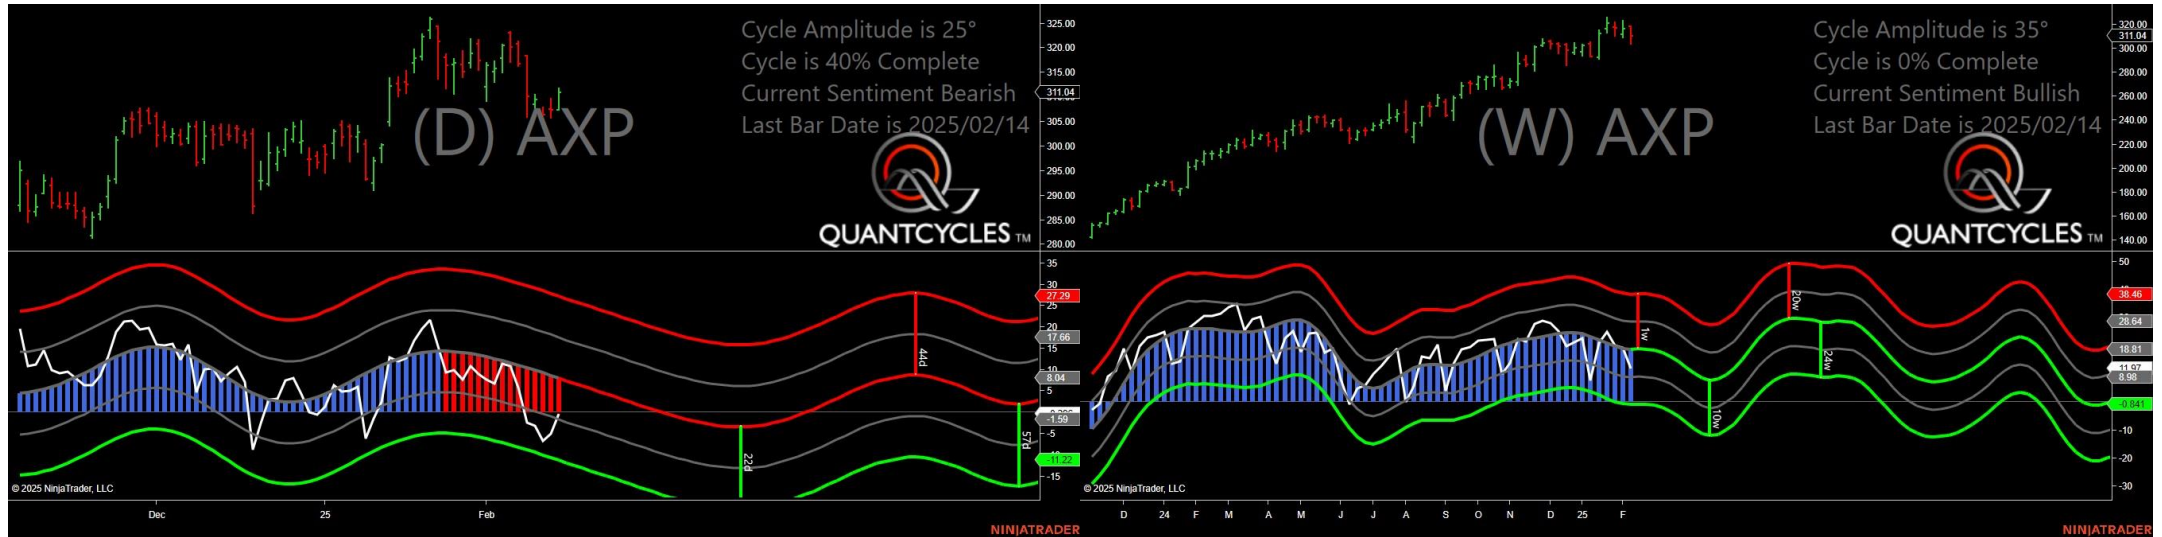 Cycle Amplitude is 25°
Cycle is 40% Complete
Current Sentiment Bearish
Last Bar Date is 2025/02/14
(D) AXP
QUANTCYCLES TM
325.00
320.00
315.00
311.04
305.00
300.00
295.00
290.00
285.00
280.00
35
27.29
20
17.66
15
10
8.04
5
-1.59
-5
-11.22
-15
44d
22d
57d
© 2025 NinjaTrader, LLC
Dec
25
Feb
NINJATRADER
Cycle Amplitude is 35°
Cycle is 0% Complete
Current Sentiment Bullish
Last Bar Date is 2025/02/14
(W) AXP
QUANTCYCLES TM
320.00
311.04
300.00
280.00
260.00
240.00
220.00
200.00
180.00
160.00
140.00
50
38.46
28.64
18.81
11.97
8.98
-0.841
-10
-20
-30
1w
10w
20w
24w
© 2025 NinjaTrader, LLC
D 24 F M A M J J A S O N D 25 F
NINJATRADER